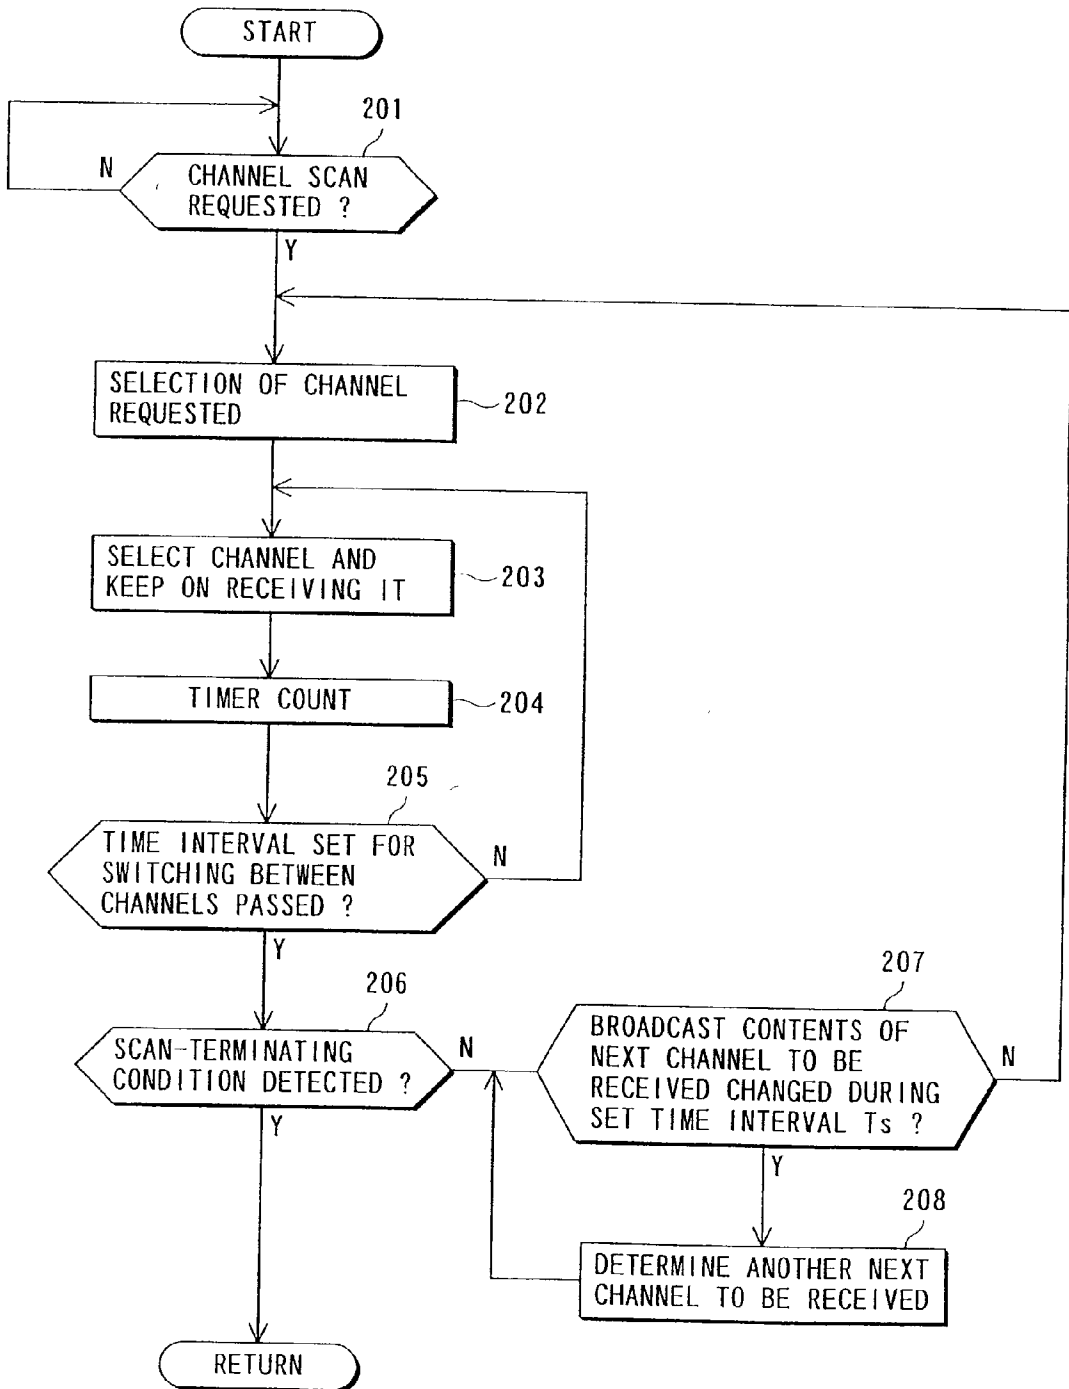 START
201
N
CHANNEL SCAN
REQUESTED ?
Y
SELECTION OF CHANNEL
REQUESTED
202
SELECT CHANNEL AND
KEEP ON RECEIVING IT
203
TIMER COUNT
204
205
TIME INTERVAL SET FOR
SWITCHING BETWEEN
CHANNELS PASSED ?
N
Y
206
SCAN-TERMINATING
CONDITION DETECTED ?
N
Y
207
BROADCAST CONTENTS OF
NEXT CHANNEL TO BE
RECEIVED CHANGED DURING
SET TIME INTERVAL Ts ?
N
Y
208
DETERMINE ANOTHER NEXT
CHANNEL TO BE RECEIVED
RETURN